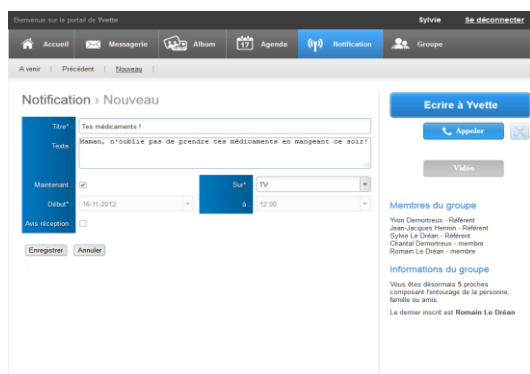 Bienvenue sur le portail de Yvette
Sylvie Se déconnecter
Accueil Messagerie Album 17 Agenda Notification Groupe
A venir | Précédent | Nouveau |
Notification › Nouveau
Titre* Tes médicaments !
Texte : Maman, n'oublie pas de prendre tes médicaments en mangeant ce soir!
Maintenant : Sur* : TV
Début* : 16-11-2012 à : 12:00
Avis réception :
Enregistrer Annuler
Ecrire à Yvette
Appeler
Vidéo
Membres du groupe
Yvon Demortreux - Référent
Jean-Jacques Hennin - Référent
Sylvie Le Dréan - Référent
Chantal Demortreux - membre
Romain Le Dréan - membre
Informations du groupe
Vous êtes désormais 5 proches
composant l'entourage de la personne,
famille ou amis.
Le dernier inscrit est Romain Le Dréan